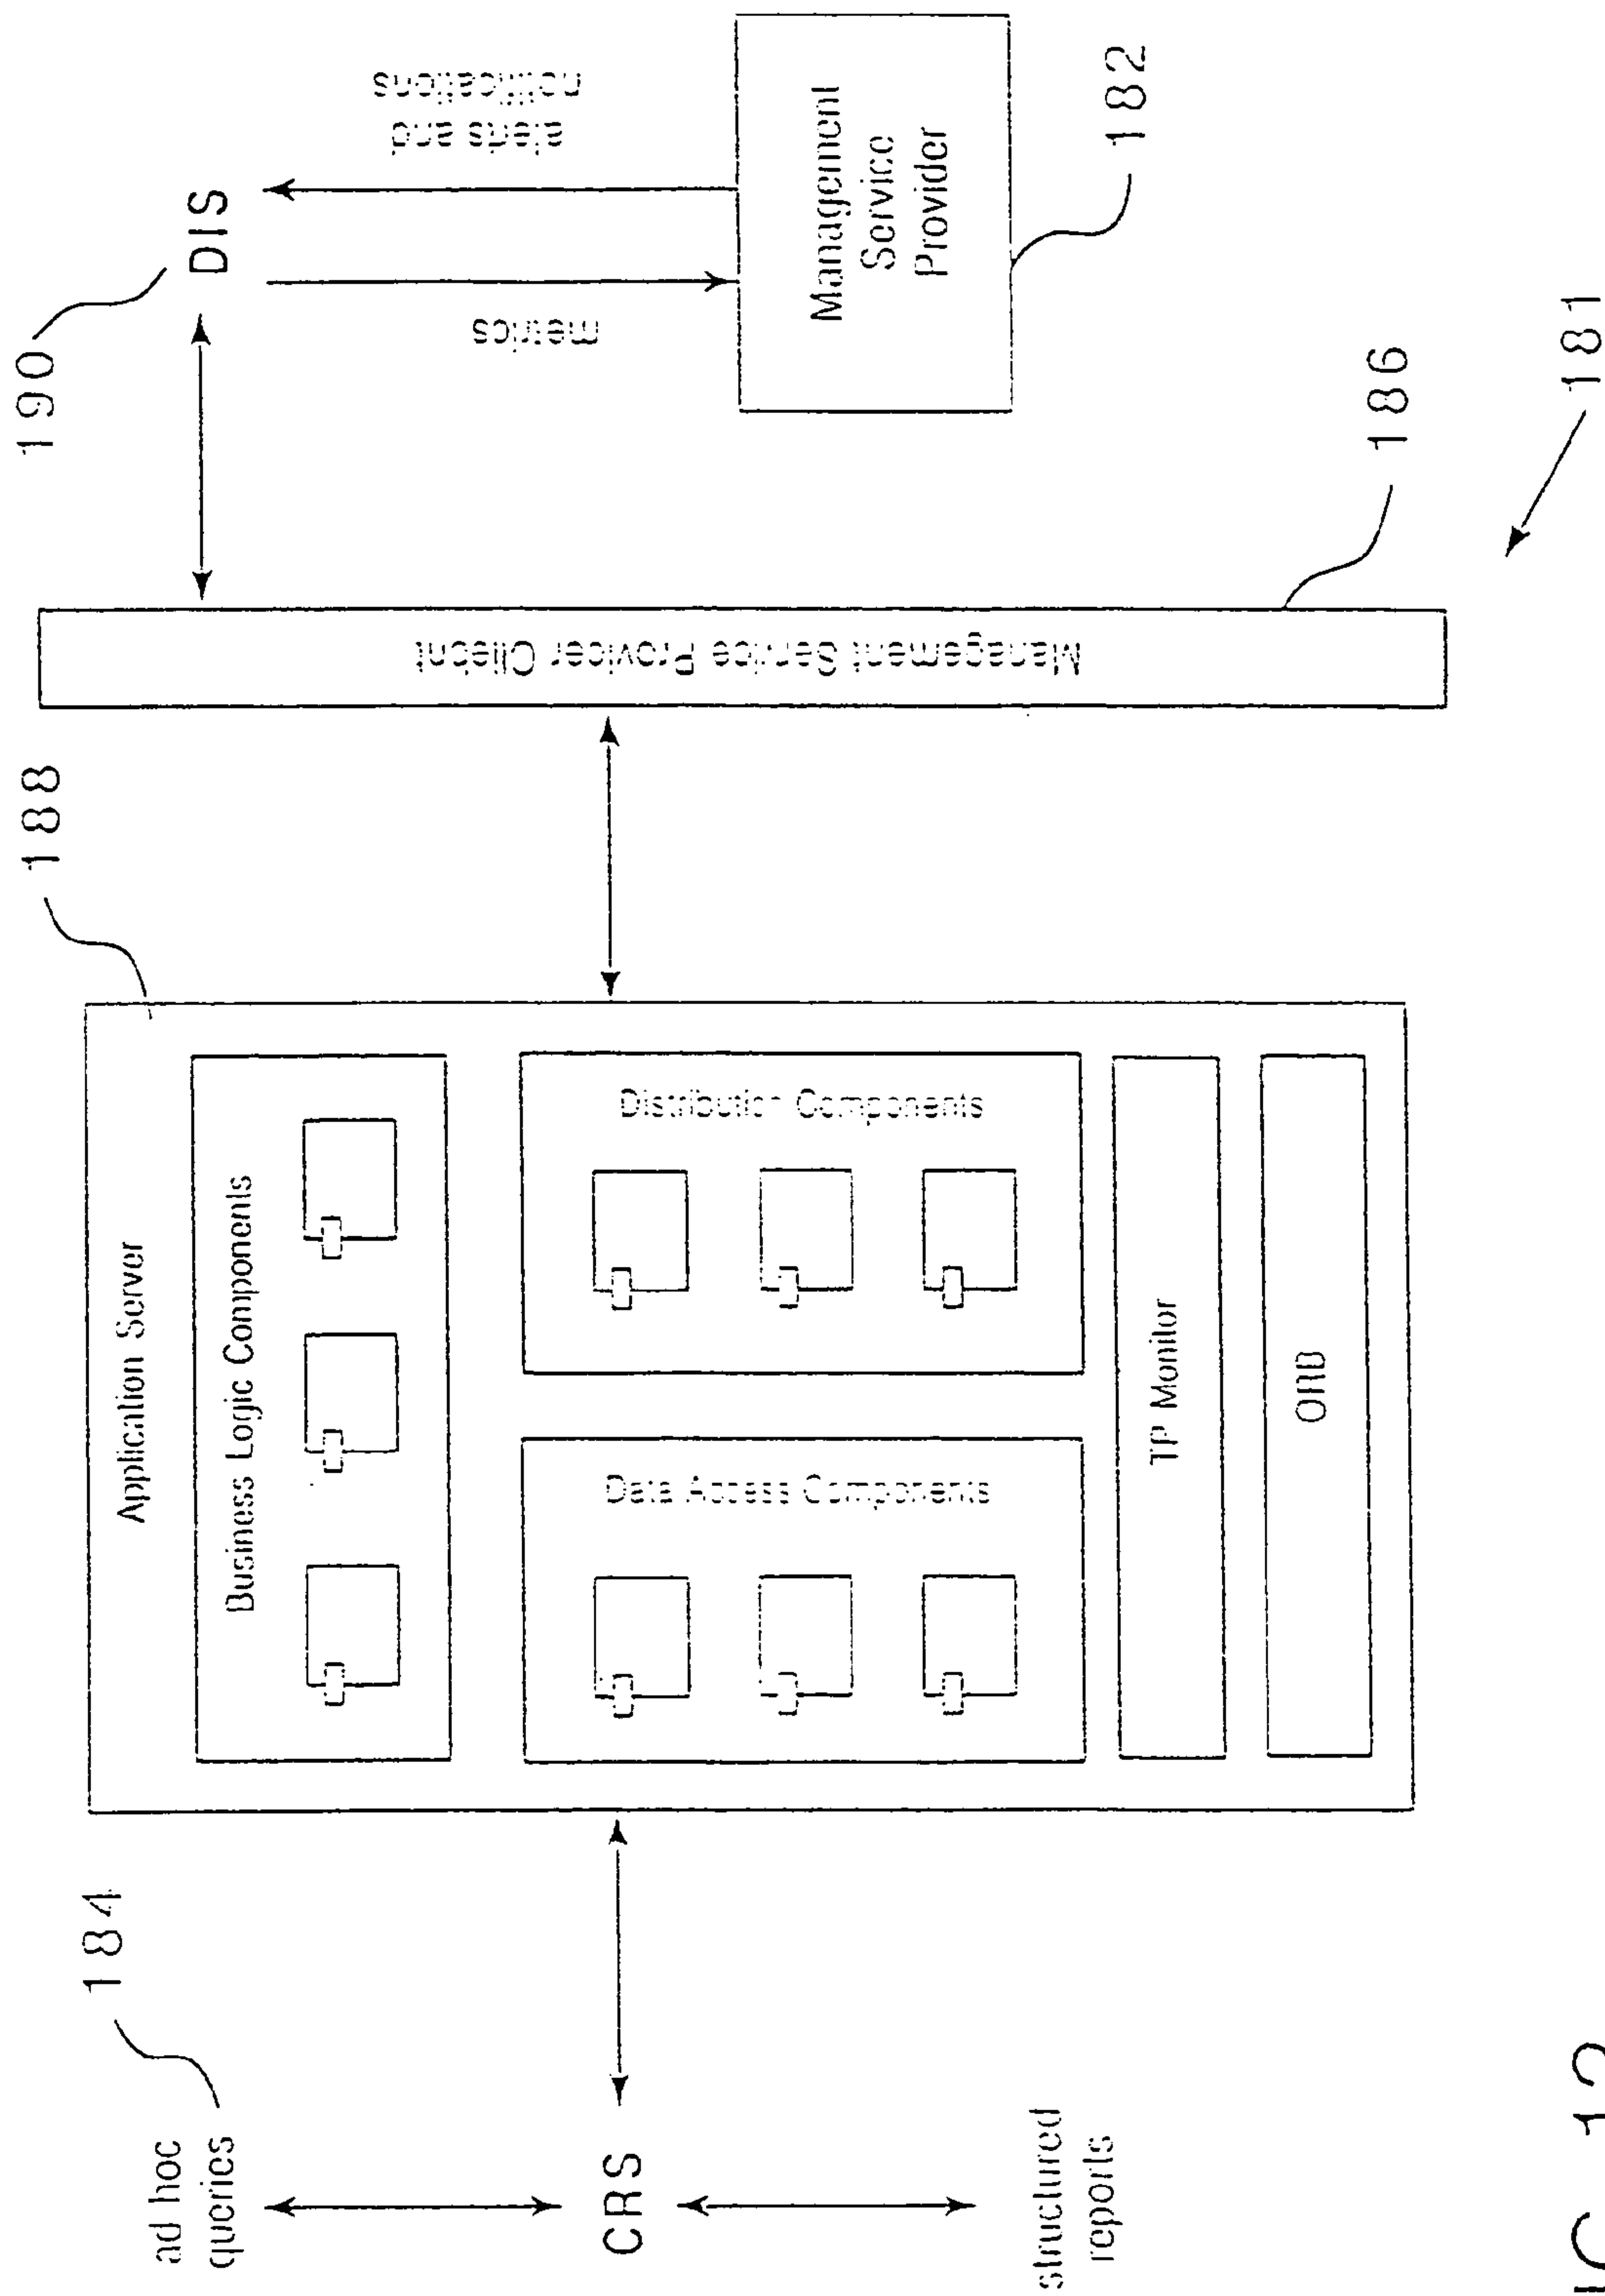 184
ad hoc
queries
CRS
structured
reports
188
Application Server
Business Logic Components
Data Access Components
Distribution Components
TP Monitor
ORB
Management Service Provider Client
186
190
DIS
metrics
alerts and
notifications
Management
Service
Provider
182
181